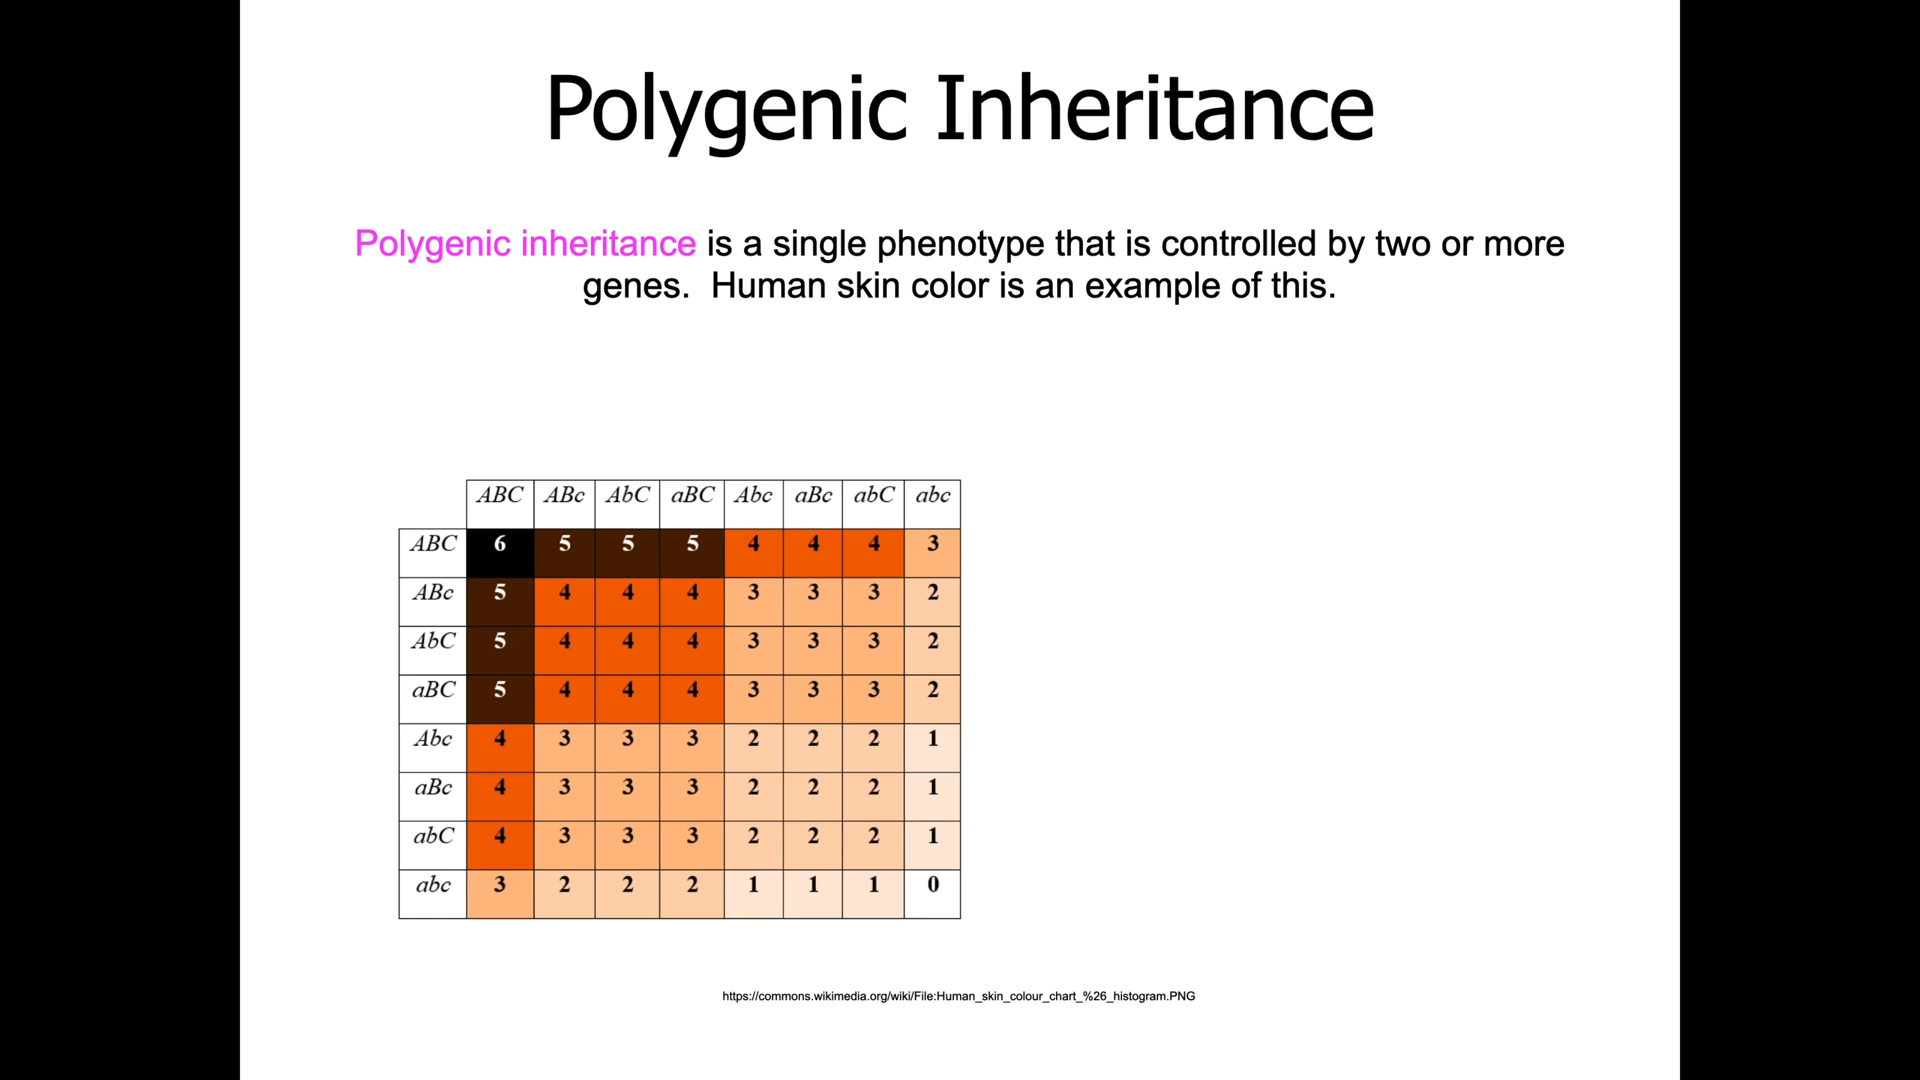 Polygenic Inheritance
Polygenic inheritance is a single phenotype that is controlled by two or more
genes.  Human skin color is an example of this.
ABC ABc AbC aBC Abc aBc abC abc
ABC 6 5 5 5 4 4 4 3
ABc 5 4 4 4 3 3 3 2
AbC 5 4 4 4 3 3 3 2
aBC 5 4 4 4 3 3 3 2
Abc 4 3 3 3 2 2 2 1
aBc 4 3 3 3 2 2 2 1
abC 4 3 3 3 2 2 2 1
abc 3 2 2 2 1 1 1 0
https://commons.wikimedia.org/wiki/File:Human_skin_colour_chart_%26_histogram.PNG